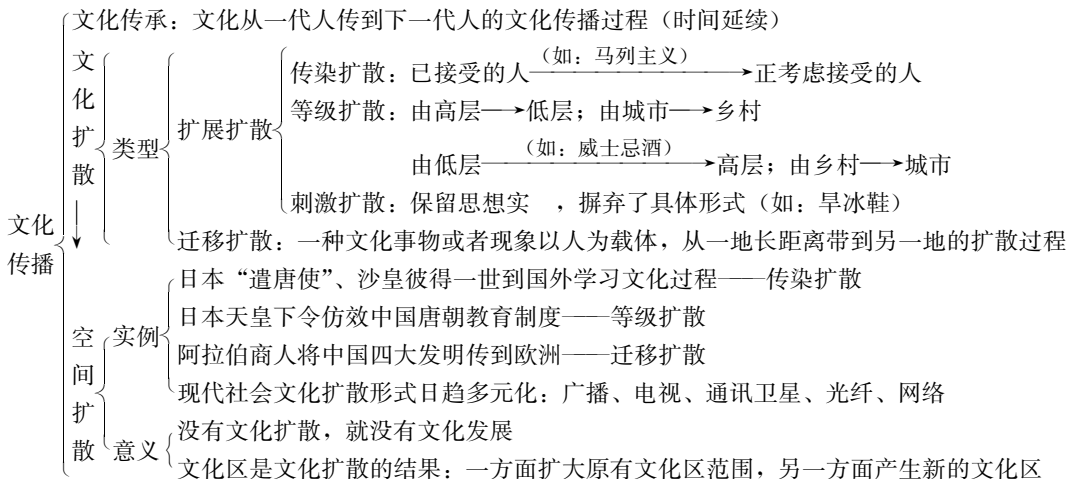 文化传承：文化从一代人传到下一代人的文化传播过程（时间延续）
文化扩散
类型
扩展扩散
传染扩散：已接受的人（如：马列主义）正考虑接受的人
等级扩散：由高层→低层；由城市→乡村
由低层（如：威士忌酒）高层；由乡村→城市
刺激扩散：保留思想实 ，摒弃了具体形式（如：旱冰鞋）
迁移扩散：一种文化事物或者现象以人为载体，从一地长距离带到另一地的扩散过程
文化传播
空间扩散
实例
日本“遣唐使”、沙皇彼得一世到国外学习文化过程——传染扩散
日本天皇下令仿效中国唐朝教育制度——等级扩散
阿拉伯商人将中国四大发明传到欧洲——迁移扩散
现代社会文化扩散形式日趋多元化：广播、电视、通讯卫星、光纤、网络
意义
没有文化扩散，就没有文化发展
文化区是文化扩散的结果：一方面扩大原有文化区范围，另一方面产生新的文化区